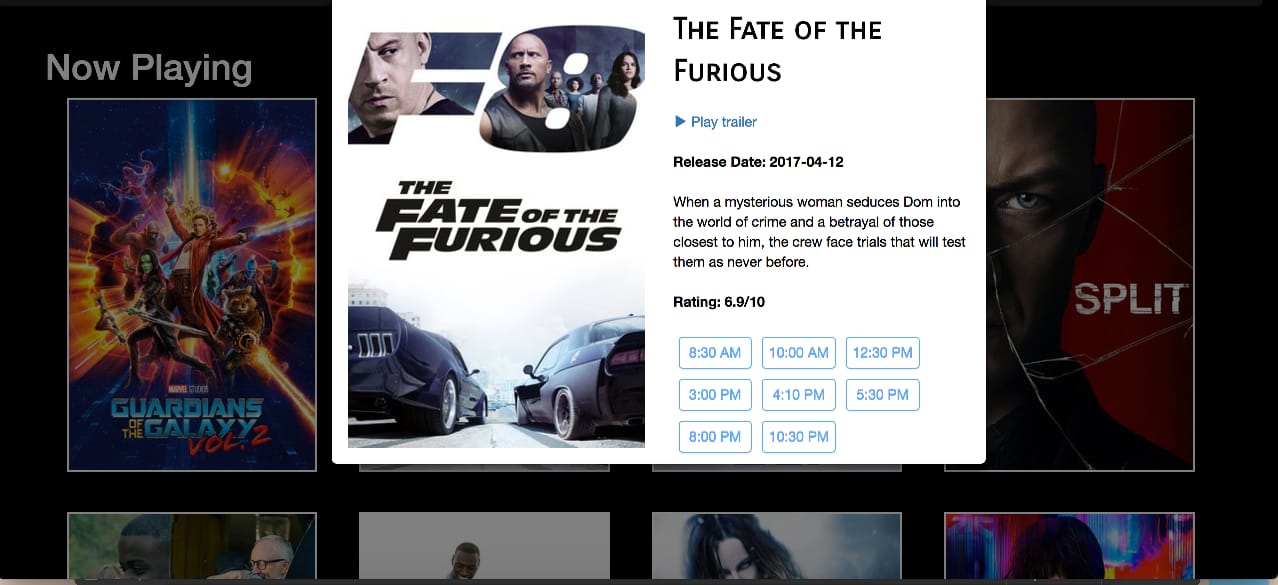 Now Playing
MARVEL STUDIOS
GUARDIANS
OF THE GALAXY
VOL. 2
F8
THE
FATE OF THE
FURIOUS
The Fate of the
Furious
Play trailer
Release Date: 2017-04-12
When a mysterious woman seduces Dom into
the world of crime and a betrayal of those
closest to him, the crew face trials that will test
them as never before.
Rating: 6.9/10
8:30 AM 10:00 AM 12:30 PM
3:00 PM 4:10 PM 5:30 PM
8:00 PM 10:30 PM
SPLIT